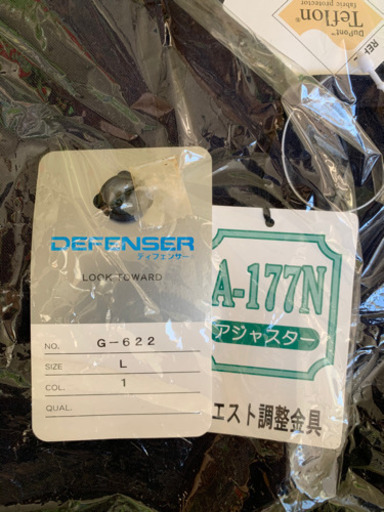 DuPont™
Teflon®
fabric protector
DEFENSER
ディフェンサー
LOOK TOWARD
NO. G-622
SIZE L
COL. 1
QUAL.
A-177N
アジャスター
エスト調整金具